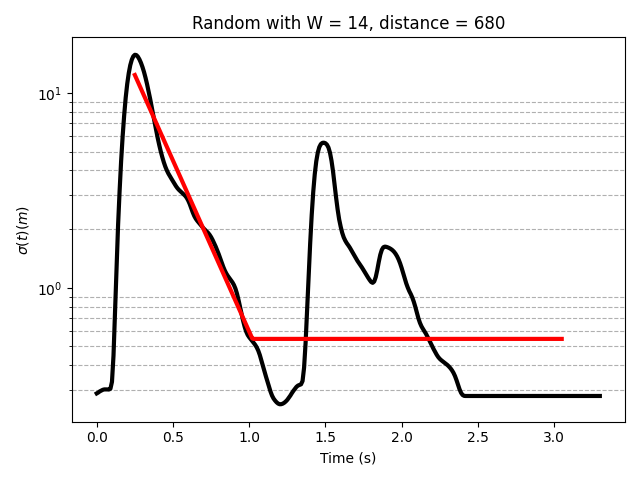 Random with W = 14, distance = 680
10¹
10⁰
σ(t)(m)
0.0 0.5 1.0 1.5 2.0 2.5 3.0
Time (s)